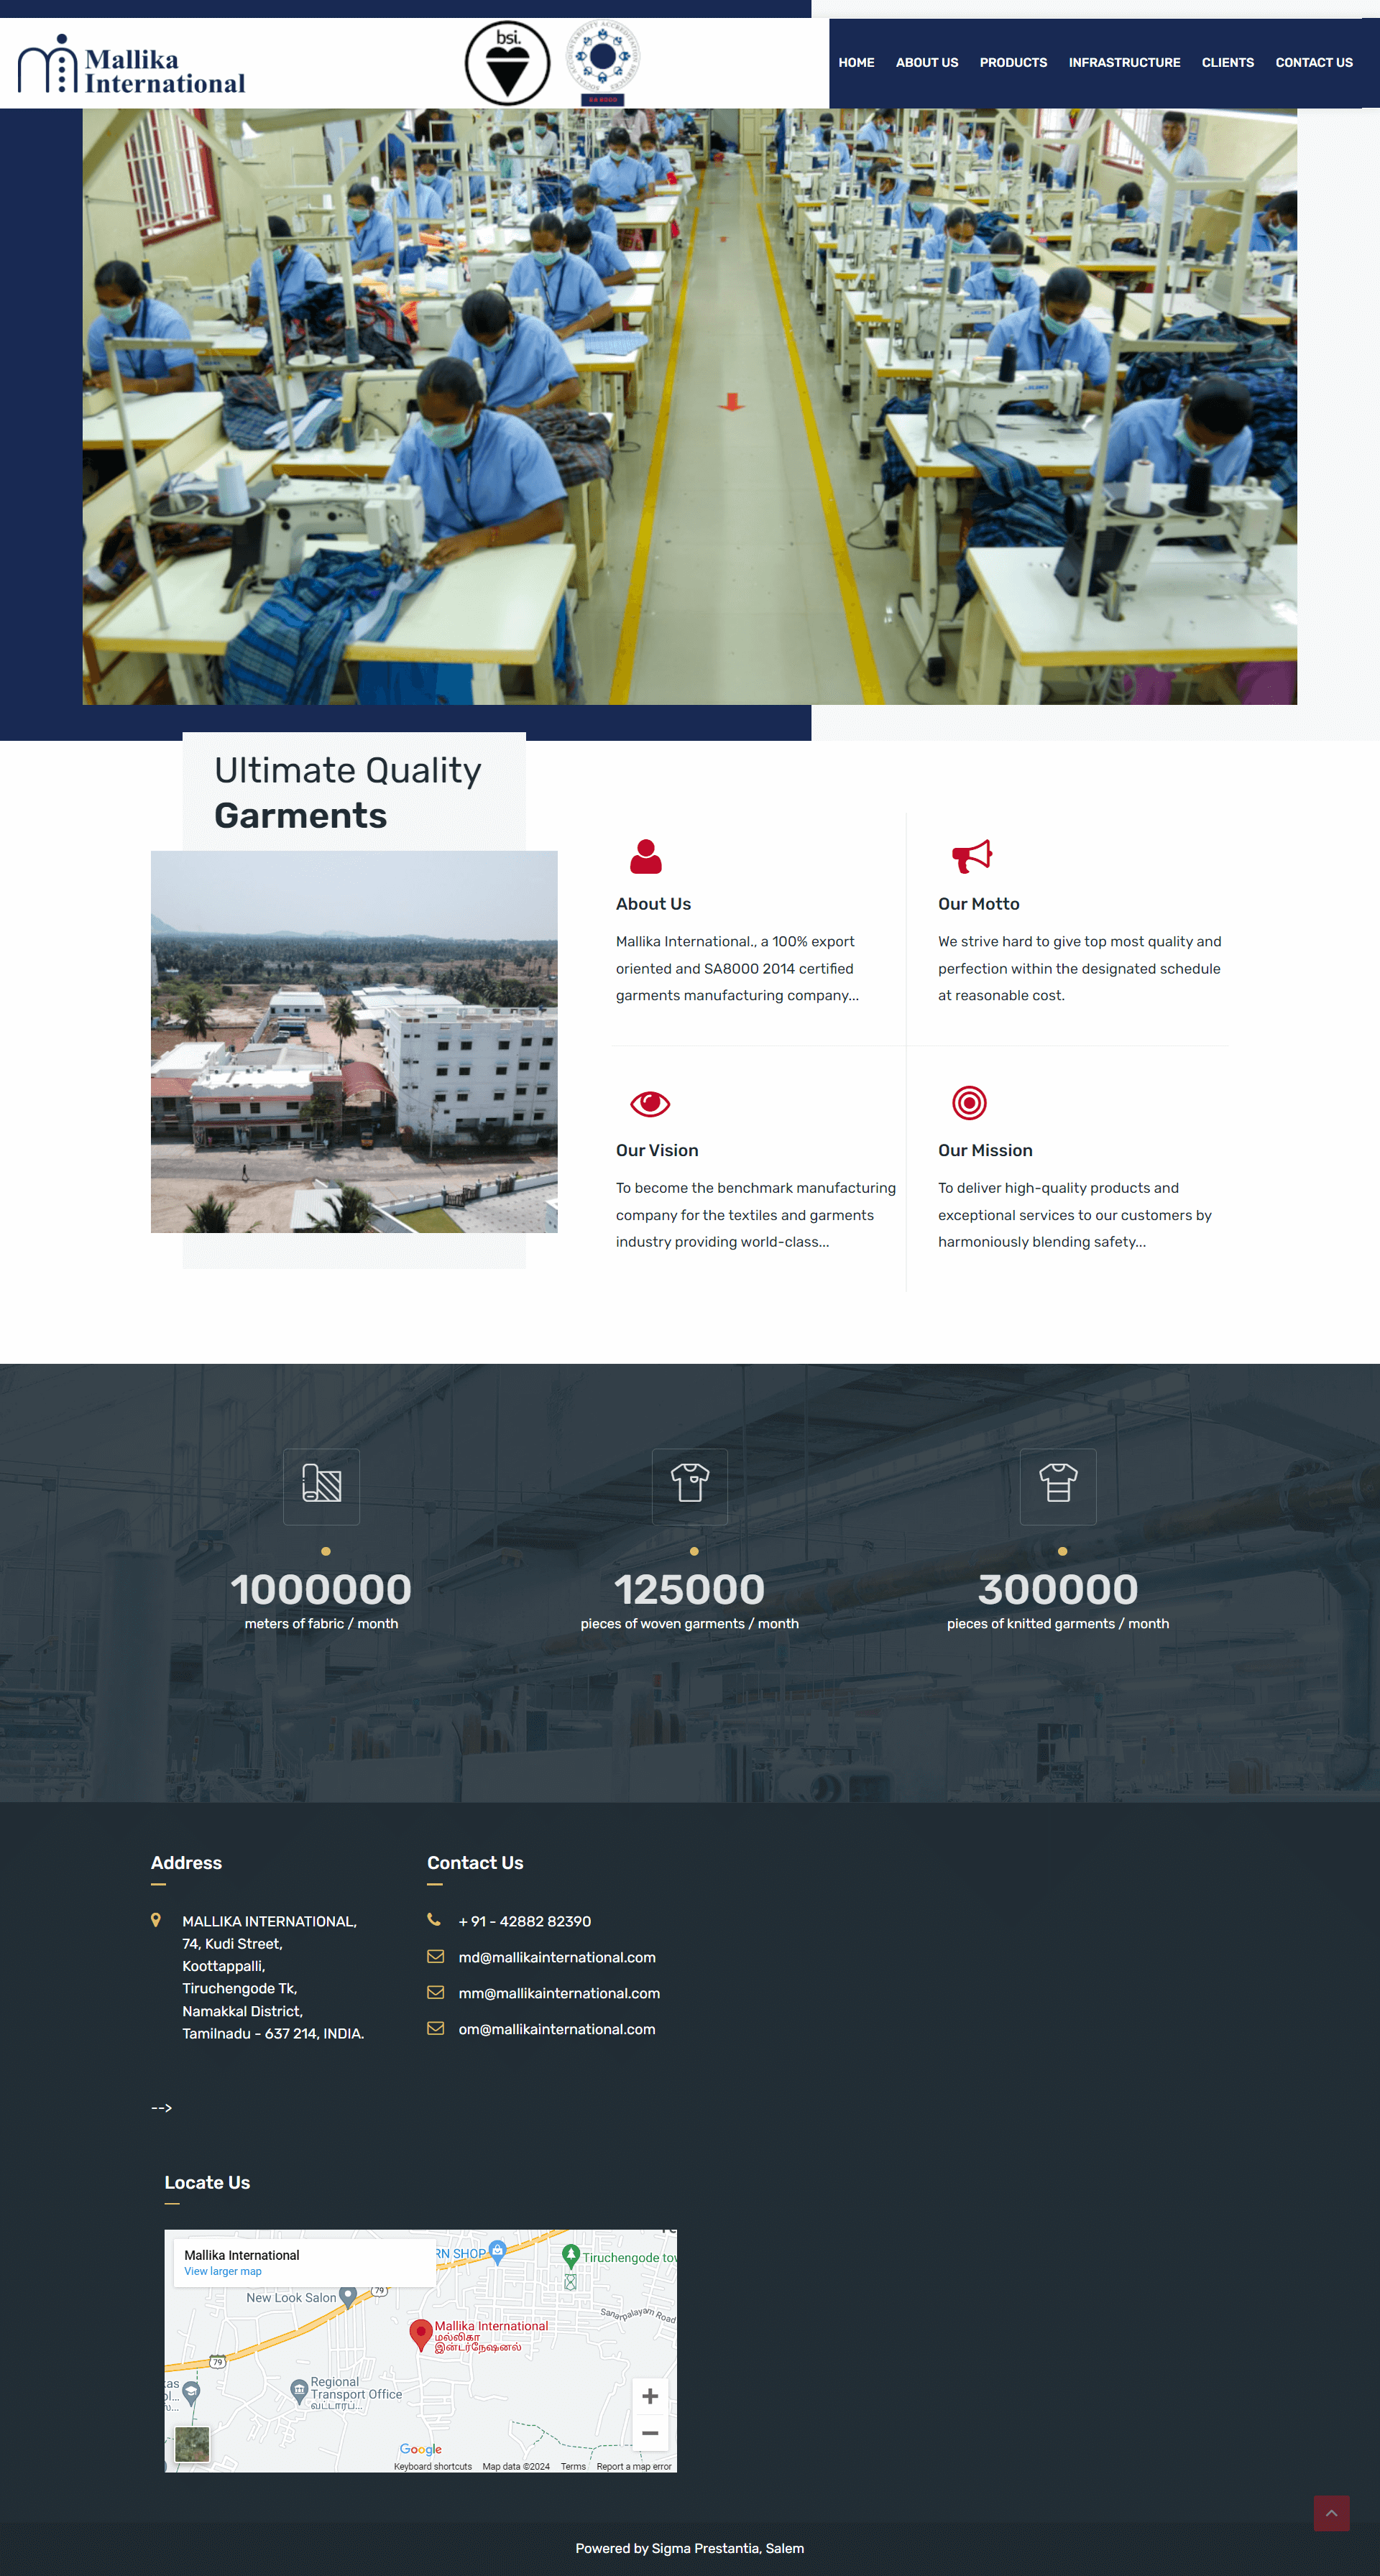 Mallika
International
bsi.
SOCIAL ACCOUNTABILITY ACCREDITATION SERVICES
SA 8000
HOME
ABOUT US
PRODUCTS
INFRASTRUCTURE
CLIENTS
CONTACT US
Ultimate Quality
Garments
About Us
Mallika International., a 100% export
oriented and SA8000 2014 certified
garments manufacturing company...
Our Motto
We strive hard to give top most quality and
perfection within the designated schedule
at reasonable cost.
Our Vision
To become the benchmark manufacturing
company for the textiles and garments
industry providing world-class...
Our Mission
To deliver high-quality products and
exceptional services to our customers by
harmoniously blending safety...
1000000
meters of fabric / month
125000
pieces of woven garments / month
300000
pieces of knitted garments / month
Address
MALLIKA INTERNATIONAL,
74, Kudi Street,
Koottappalli,
Tiruchengode Tk,
Namakkal District,
Tamilnadu - 637 214, INDIA.
Contact Us
+ 91 - 42882 82390
md@mallikainternational.com
mm@mallikainternational.com
om@mallikainternational.com
-->
Locate Us
Mallika International
View larger map
RN SHOP
Tiruchengode tow
New Look Salon
79
Sanarpalayam Road
Mallika International
மல்லிகா
இன்டர்நேஷனல்
79
Regional
Transport Office
வட்டாரப்...
Google
Keyboard shortcuts
Map data ©2024
Terms
Report a map error
Powered by Sigma Prestantia, Salem